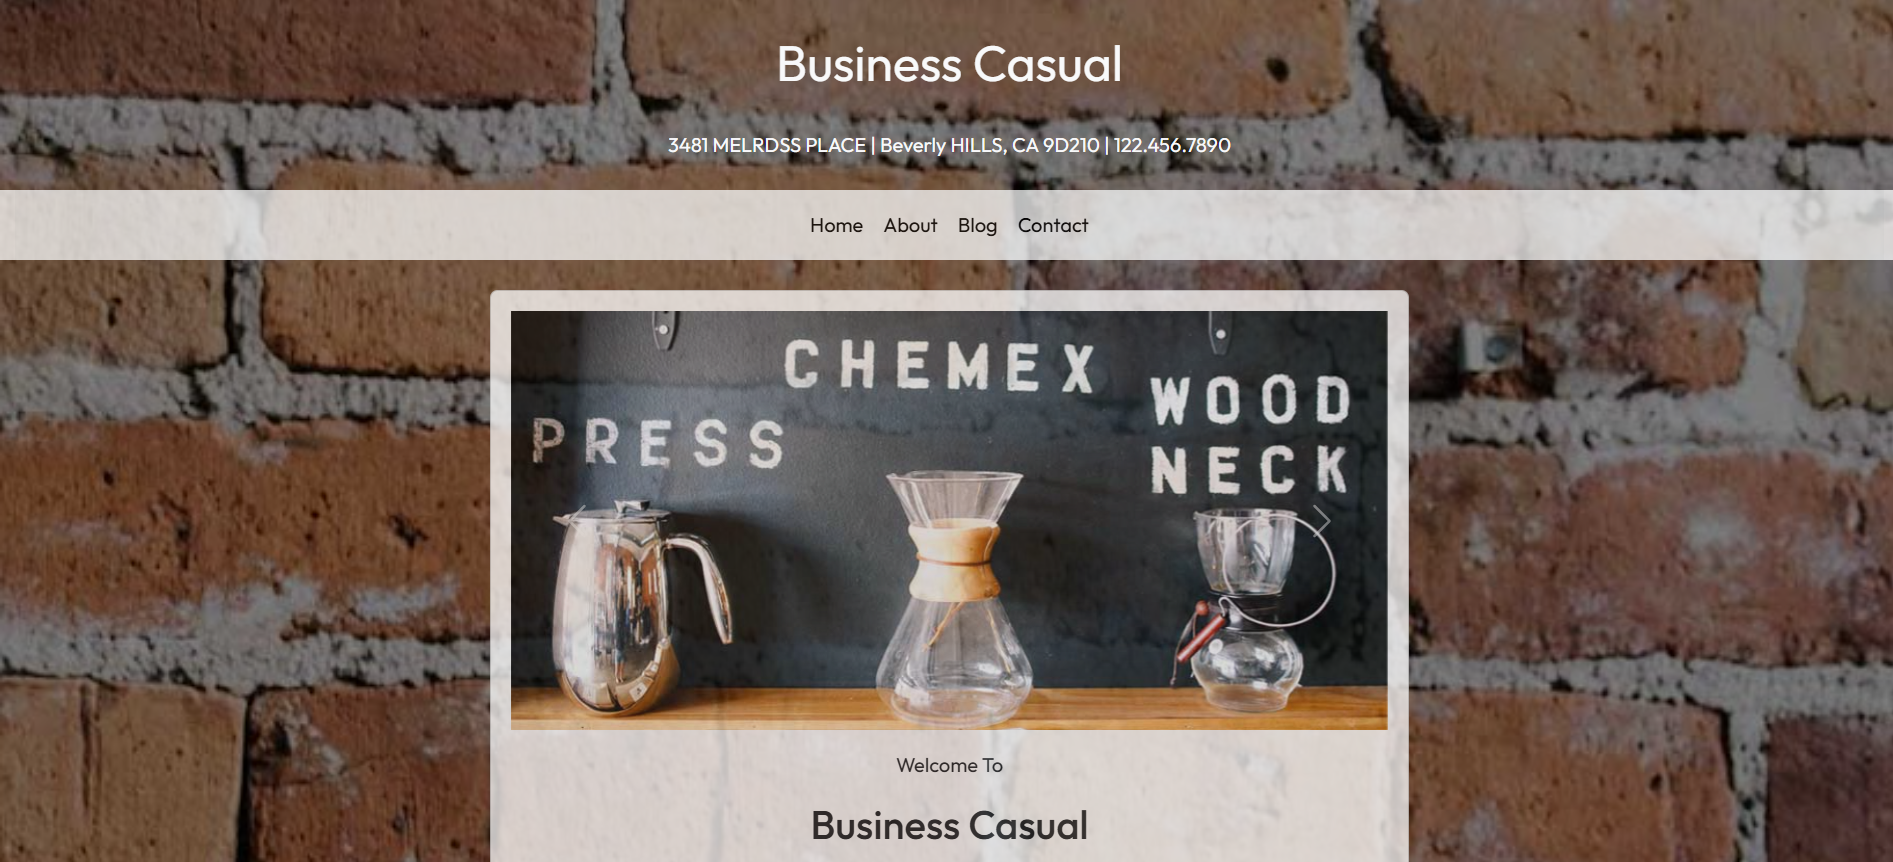 Business Casual
3481 MELRDSS PLACE | Beverly HILLS, CA 9D210 | 122.456.7890
Home About Blog Contact
CHEMEX
PRESS
WOOD
NECK
Welcome To
Business Casual